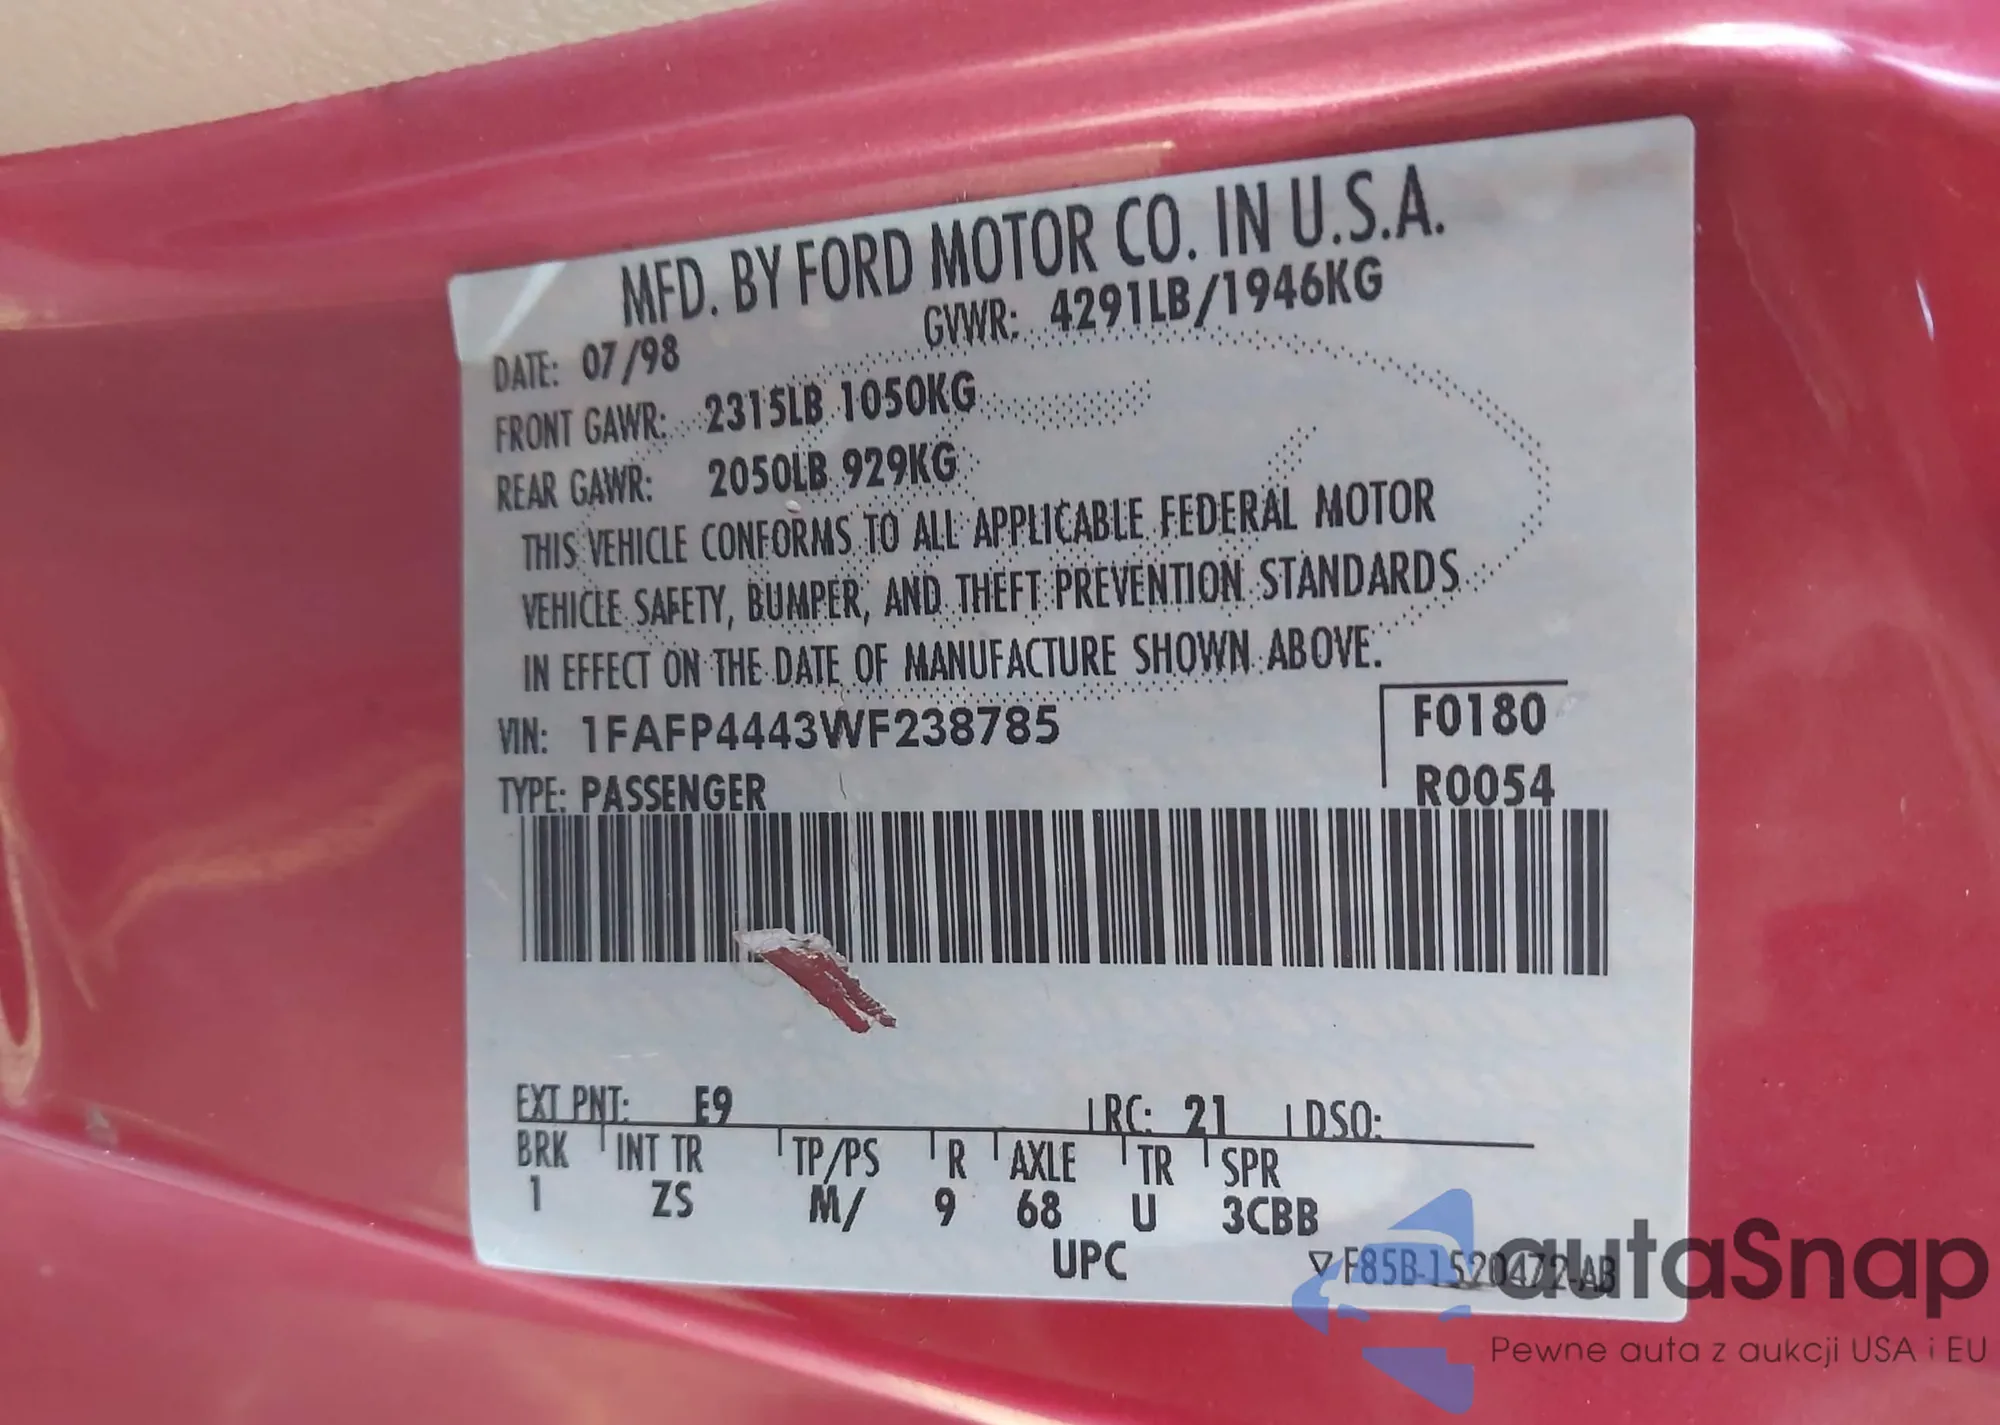 MFD. BY FORD MOTOR CO. IN U.S.A.
DATE: 07/98 GVWR: 4291LB/1946KG
FRONT GAWR: 2315LB 1050KG
REAR GAWR: 2050LB 929KG
THIS VEHICLE CONFORMS TO ALL APPLICABLE FEDERAL MOTOR
VEHICLE SAFETY, BUMPER, AND THEFT PREVENTION STANDARDS
IN EFFECT ON THE DATE OF MANUFACTURE SHOWN ABOVE.
VIN: 1FAFP4443WF238785 F0180
TYPE: PASSENGER R0054
EXT PNT: E9 RC: 21 DSO:
BRK INT TR TP/PS R AXLE TR SPR
1 ZS M/ 9 68 U 3CBB
UPC ▽F85B-1520472-AB
autaSnap
Pewne auta z aukcji USA i EU